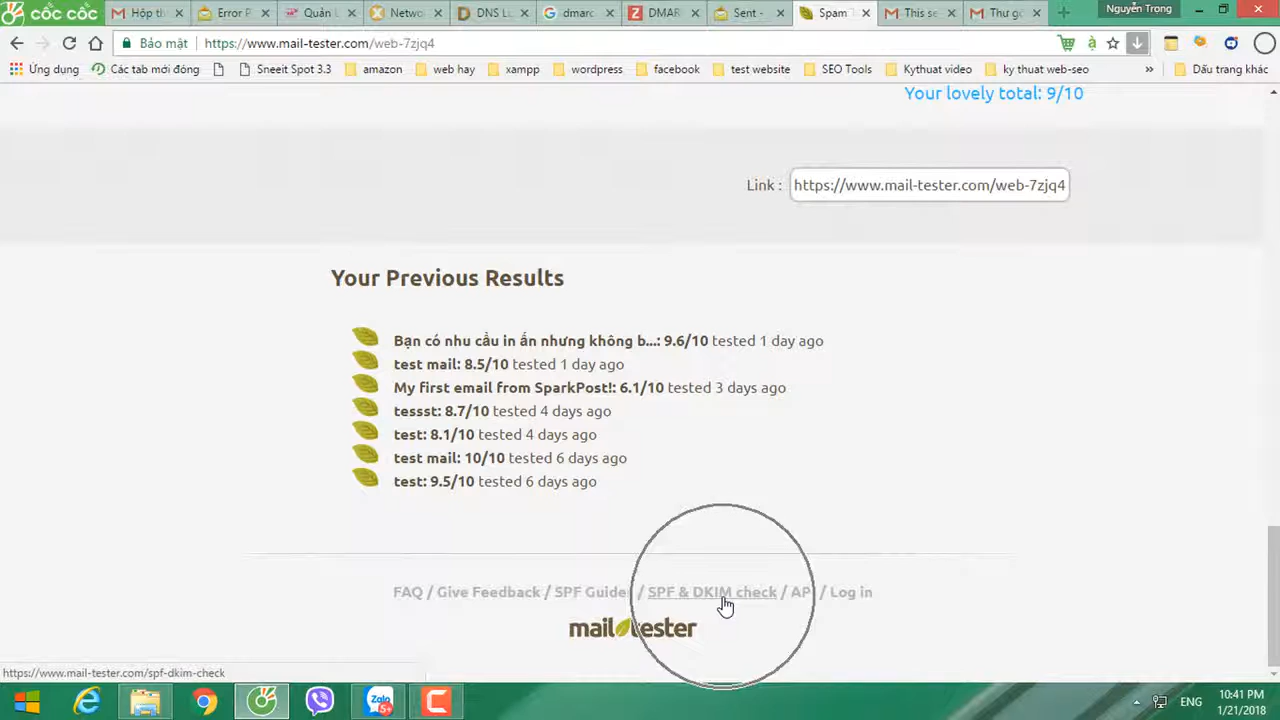 cốc cốc
Hộp th
Error P
Quản L
Netwo
DNS L
dmarc
DMAR
Sent -
Spam T
This se
Thư g
Nguyễn Trong
Bảo mật
https://www.mail-tester.com/web-7zjq4
Ứng dụng
Các tab mới đóng
Sneeit Spot 3.3
amazon
web hay
xampp
wordpress
facebook
test website
SEO Tools
Kythuat video
ky thuat web-seo
»
Dấu trang khác
Your lovely total: 9/10
Link :
https://www.mail-tester.com/web-7zjq4
Your Previous Results
Bạn có nhu cầu in ấn nhưng không b...: 9.6/10 tested 1 day ago
test mail: 8.5/10 tested 1 day ago
My first email from SparkPost!: 6.1/10 tested 3 days ago
tessst: 8.7/10 tested 4 days ago
test: 8.1/10 tested 4 days ago
test mail: 10/10 tested 6 days ago
test: 9.5/10 tested 6 days ago
FAQ / Give Feedback / SPF Guide / SPF & DKIM check / AP / Log in
mail tester
https://www.mail-tester.com/spf-dkim-check
Zalo
ENG
10:41 PM
1/21/2018